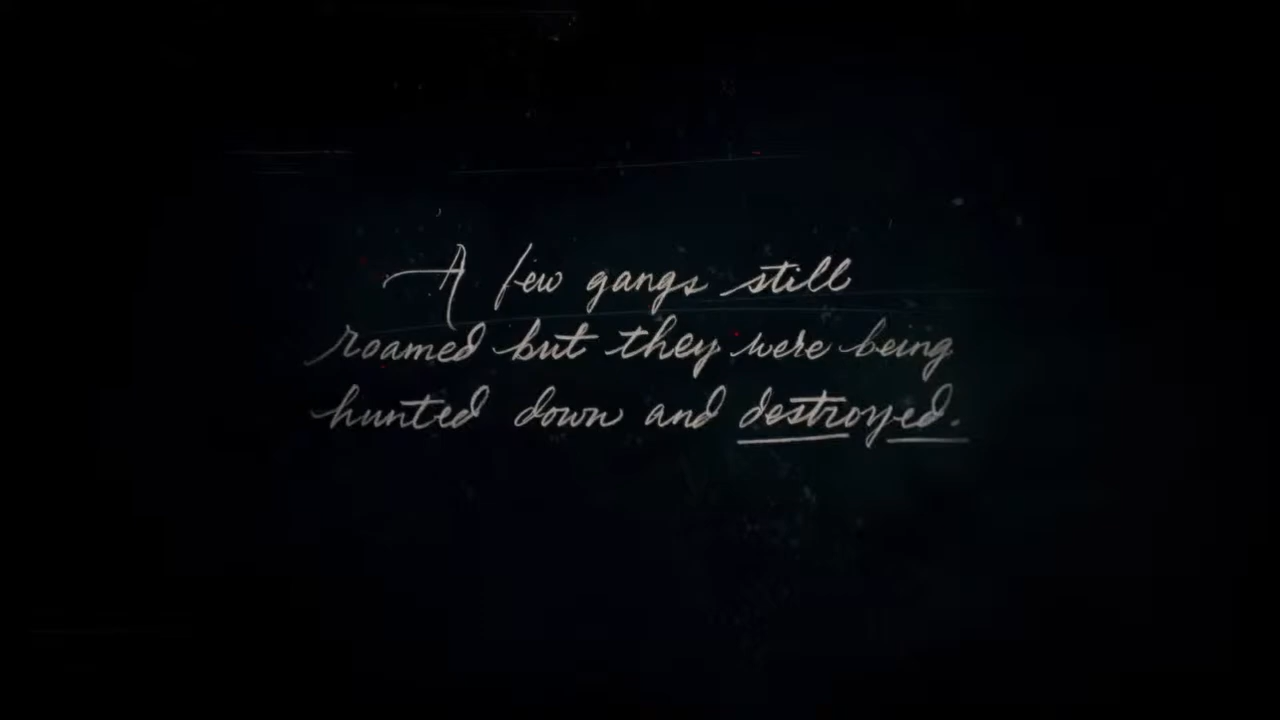 A few gangs still
roamed but they were being
hunted down and destroyed.